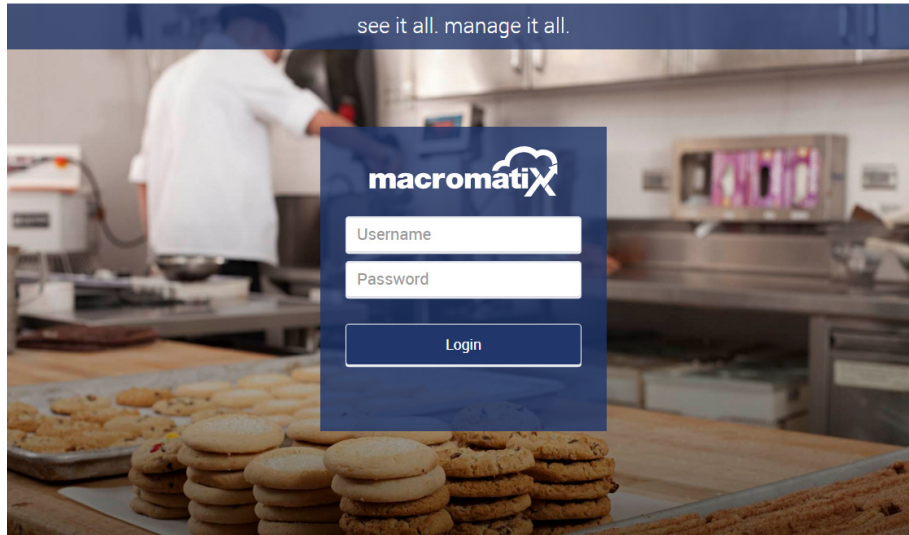 see it all. manage it all.
macromatix
Username
Password
Login